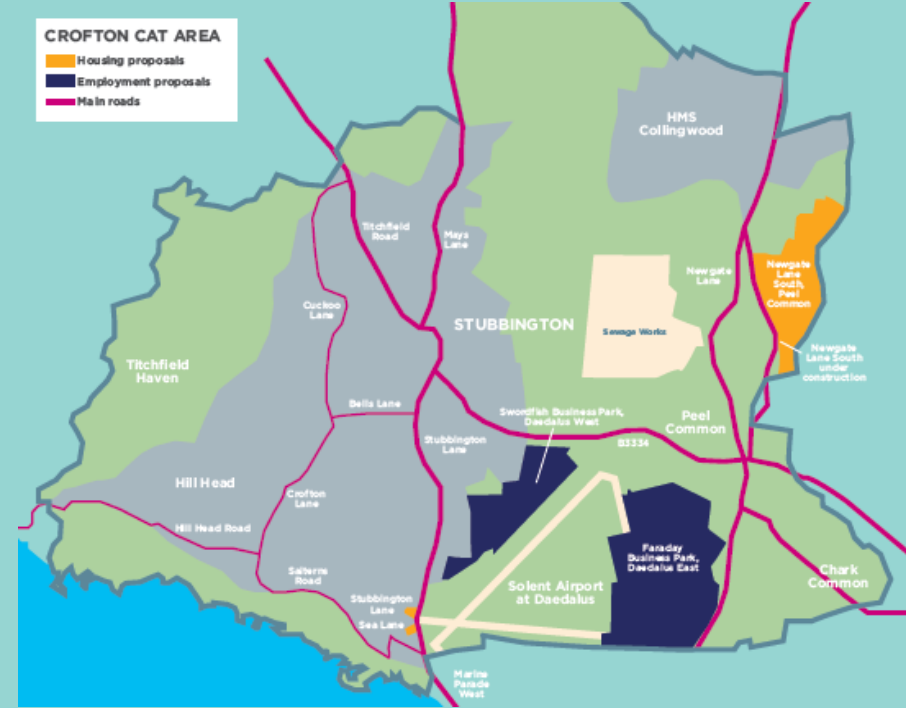 CROFTON CAT AREA
Housing proposals
Employment proposals
Main roads
HMS
Collingwood
Titchfield
Road
Mays
Lane
Newgate
Lane
Newgate
Lane
South,
Peel
Common
Cuckoo
Lane
STUBBINGTON
Sewage Works
Newgate
Lane South
under
construction
Titchfield
Haven
Bells Lane
Swordfish Business Park,
Daedalus West
Peel
Common
Stubbington
Lane
B3334
Hill Head
Crofton
Lane
Hill Head Road
Faraday
Business Park,
Daedalus East
Salterns
Road
Solent Airport
at Daedalus
Chark
Common
Stubbington
Lane
Sea Lane
Marine
Parade
West